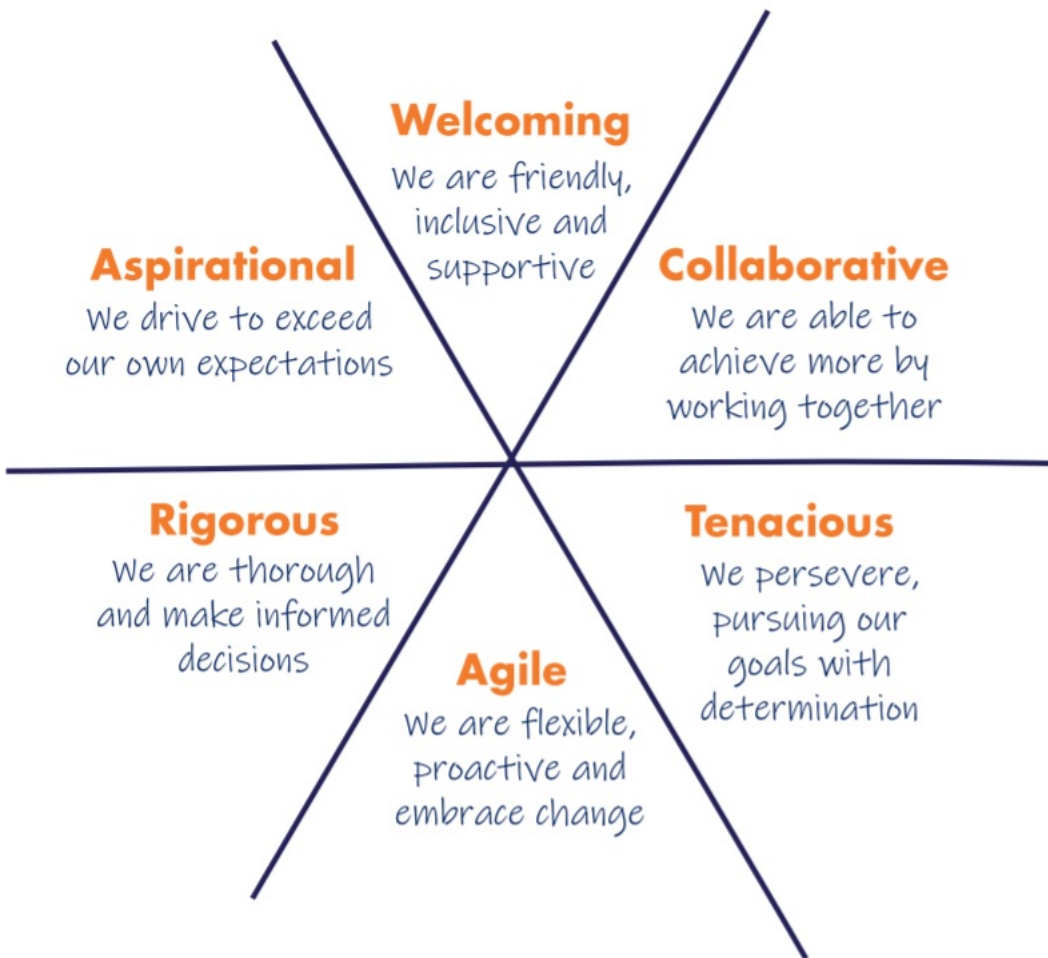 Welcoming
We are friendly,
inclusive and
supportive
Collaborative
We are able to
achieve more by
working together
Tenacious
We persevere,
pursuing our
goals with
determination
Agile
We are flexible,
proactive and
embrace change
Rigorous
We are thorough
and make informed
decisions
Aspirational
We drive to exceed
our own expectations